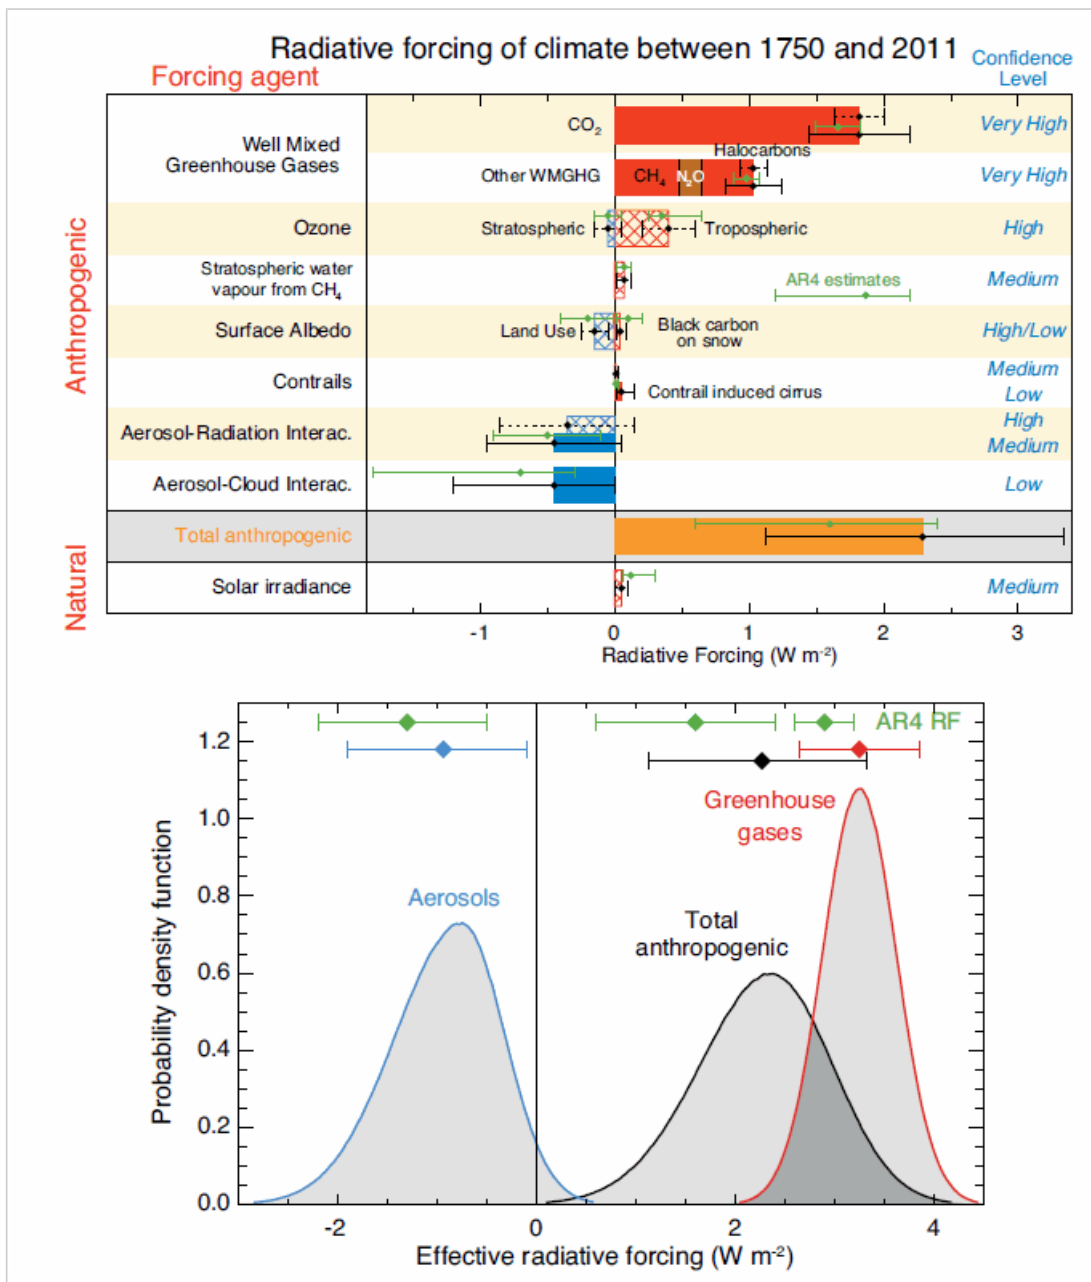 Radiative forcing of climate between 1750 and 2011
Forcing agent
Confidence
Level
Anthropogenic
Natural
Well Mixed
Greenhouse Gases
CO₂
Very High
Halocarbons
Other WMGHG
CH₄
N₂O
Very High
Ozone
Stratospheric
Tropospheric
High
Stratospheric water
vapour from CH₄
AR4 estimates
Medium
Surface Albedo
Land Use
Black carbon
on snow
High/Low
Contrails
Contrail induced cirrus
Medium
Low
Aerosol-Radiation Interac.
High
Medium
Aerosol-Cloud Interac.
Low
Total anthropogenic
Solar irradiance
Medium
-1 0 1 2 3
Radiative Forcing (W m⁻²)
AR4 RF
Greenhouse
gases
Aerosols
Total
anthropogenic
Probability density function
1.2
1.0
0.8
0.6
0.4
0.2
0.0
-2 0 2 4
Effective radiative forcing (W m⁻²)